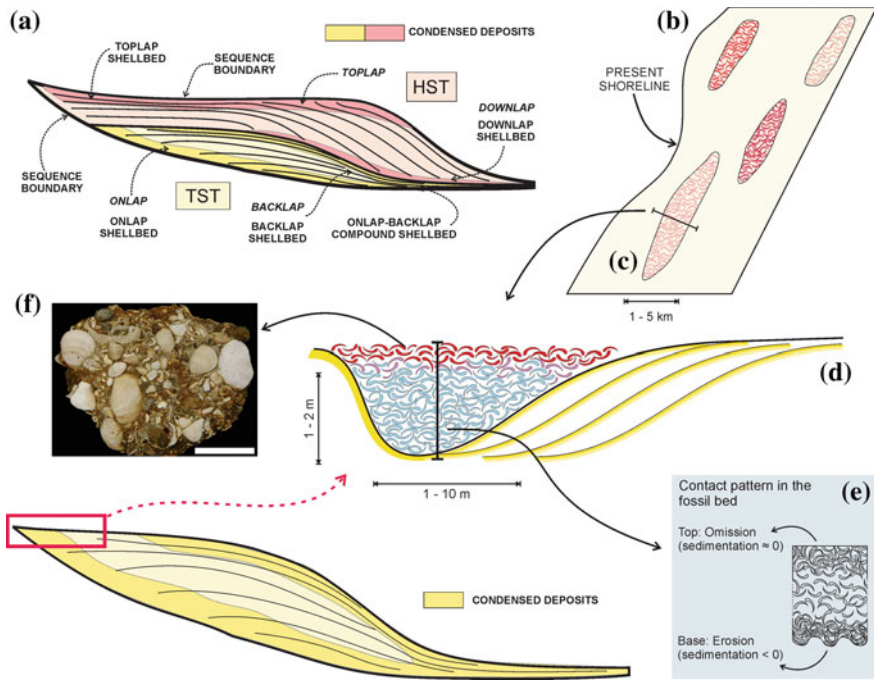 (a)
CONDENSED DEPOSITS
TOPLAP
SHELLBED
SEQUENCE
BOUNDARY
TOPLAP
HST
DOWNLAP
DOWNLAP
SHELLBED
SEQUENCE
BOUNDARY
ONLAP
ONLAP
SHELLBED
TST
BACKLAP
BACKLAP
SHELLBED
ONLAP-BACKLAP
COMPOUND SHELLBED
(b)
PRESENT
SHORELINE
(c)
1 - 5 km
(f)
(d)
1 - 2 m
1 - 10 m
(e)
Contact pattern in the
fossil bed
Top: Omission
(sedimentation ≈ 0)
Base: Erosion
(sedimentation < 0)
CONDENSED DEPOSITS